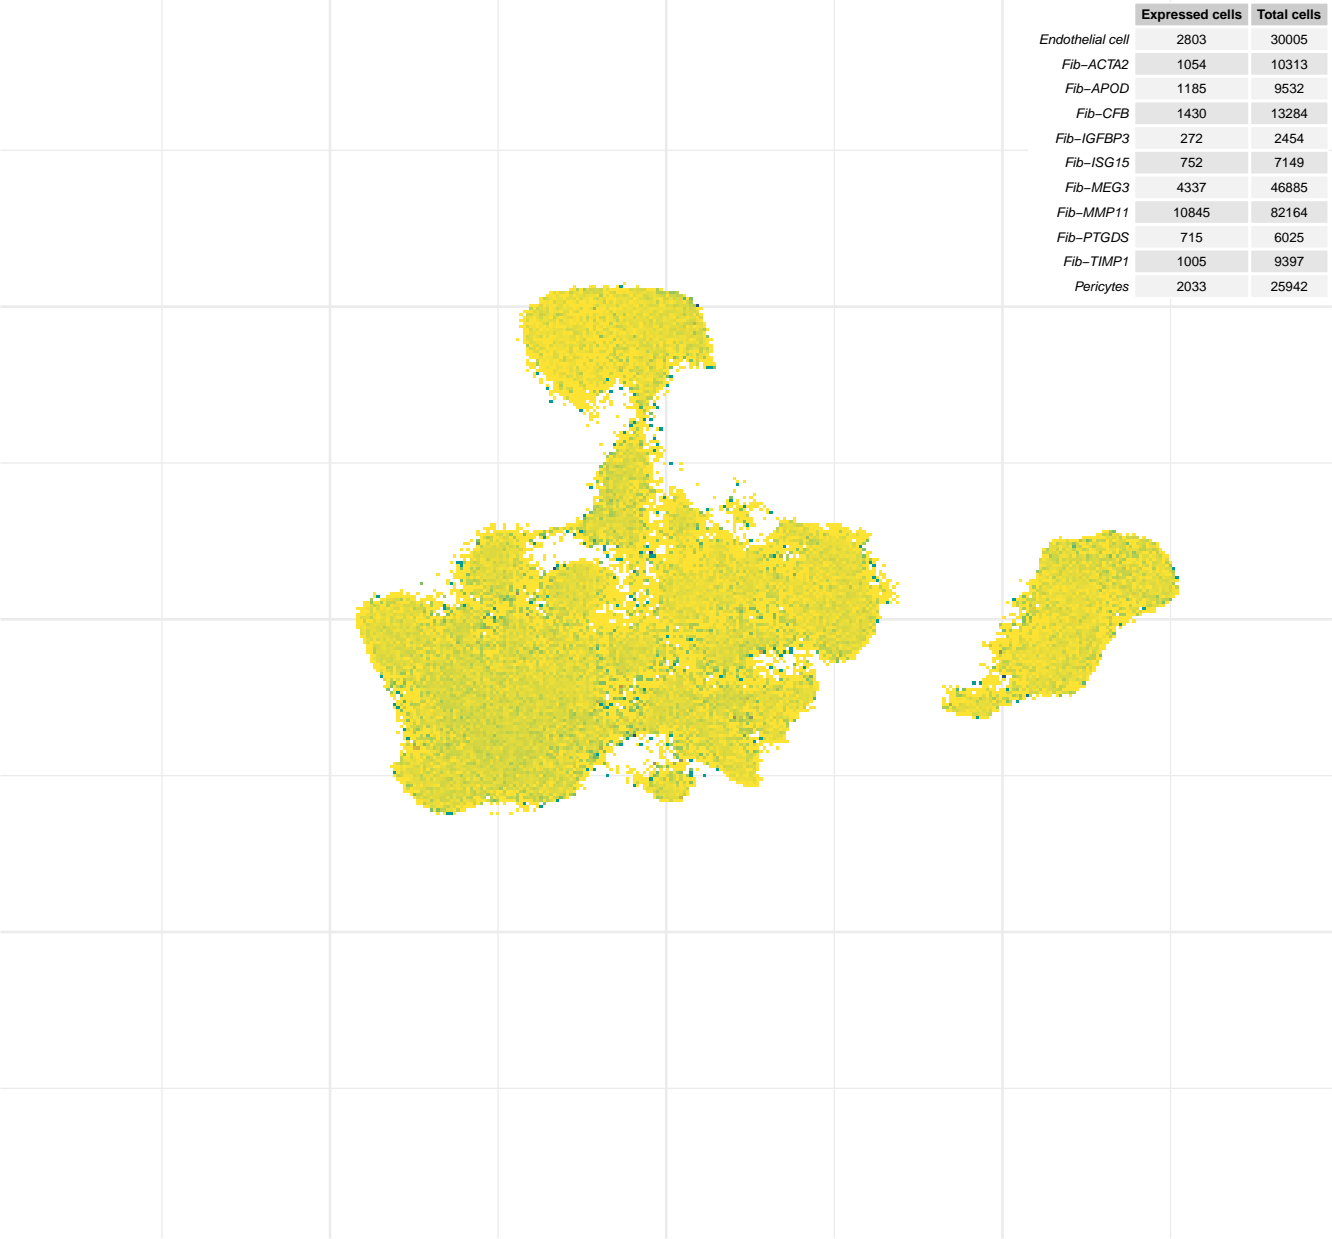 Expressed cells Total cells
Endothelial cell 2803 30005
Fib−ACTA2 1054 10313
Fib−APOD 1185 9532
Fib−CFB 1430 13284
Fib−IGFBP3 272 2454
Fib−ISG15 752 7149
Fib−MEG3 4337 46885
Fib−MMP11 10845 82164
Fib−PTGDS 715 6025
Fib−TIMP1 1005 9397
Pericytes 2033 25942